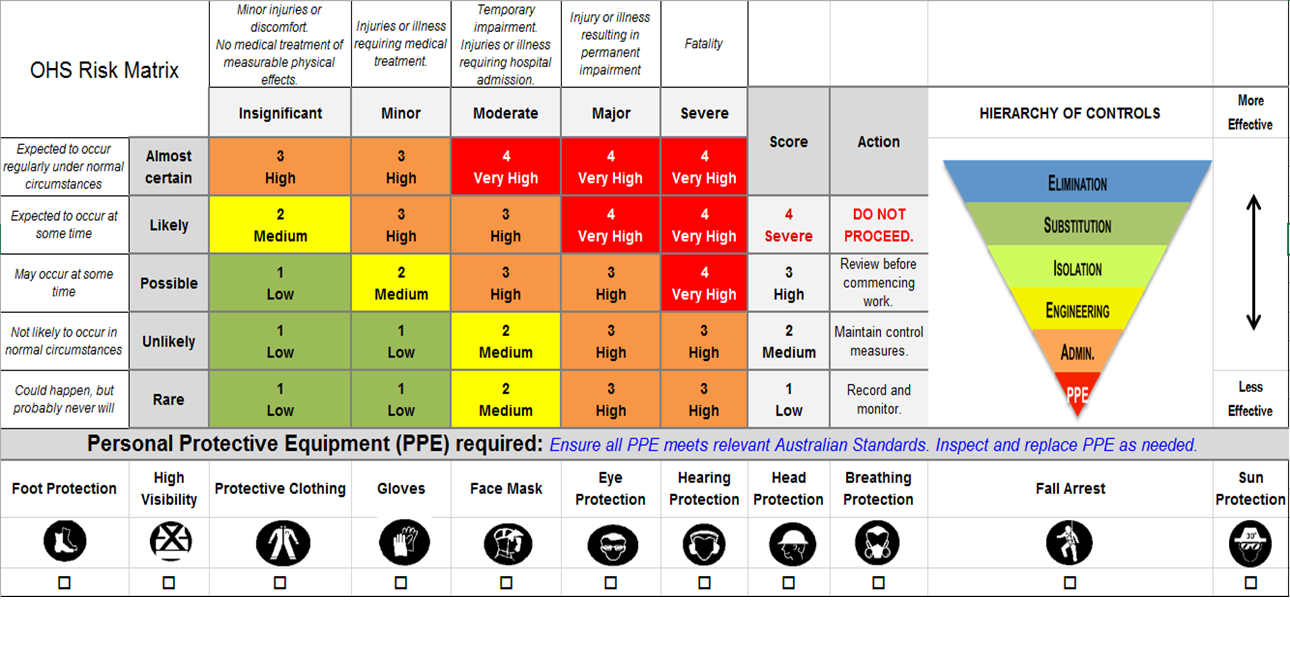 OHS Risk Matrix
Minor injuries or
discomfort.
No medical treatment of
measurable physical
effects.
Injuries or illness
requiring medical
treatment.
Temporary
impairment.
Injuries or illness
requiring hospital
admission.
Injury or illness
resulting in
permanent
impairment
Fatality
Insignificant
Minor
Moderate
Major
Severe
Score
Action
HIERARCHY OF CONTROLS
More
Effective
Expected to occur
regularly under normal
circumstances
Almost
certain
3
High
3
High
4
Very High
4
Very High
4
Very High
Expected to occur at
some time
Likely
2
Medium
3
High
3
High
4
Very High
4
Very High
4
Severe
DO NOT
PROCEED.
May occur at some
time
Possible
1
Low
2
Medium
3
High
3
High
4
Very High
3
High
Review before
commencing
work.
Not likely to occur in
normal circumstances
Unlikely
1
Low
1
Low
2
Medium
3
High
3
High
2
Medium
Maintain control
measures.
Could happen, but
probably never will
Rare
1
Low
1
Low
2
Medium
3
High
3
High
1
Low
Record and
monitor.
ELIMINATION
SUBSTITUTION
ISOLATION
ENGINEERING
ADMIN.
PPE
Less
Effective
Personal Protective Equipment (PPE) required: Ensure all PPE meets relevant Australian Standards. Inspect and replace PPE as needed.
Foot Protection
High
Visibility
Protective Clothing
Gloves
Face Mask
Eye
Protection
Hearing
Protection
Head
Protection
Breathing
Protection
Fall Arrest
Sun
Protection
30°